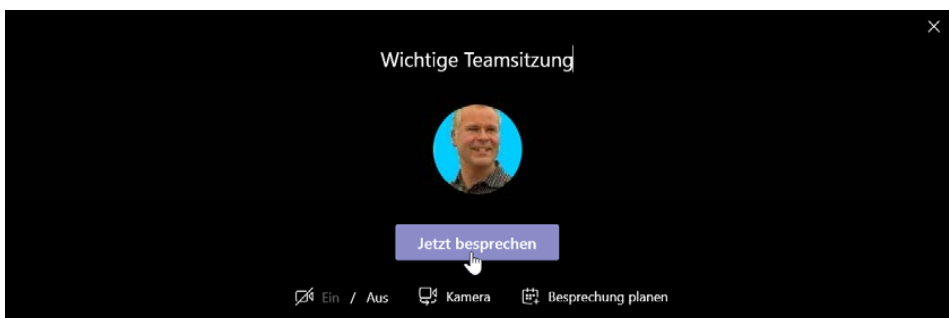 Wichtige Teamsitzung
Jetzt besprechen
Ein / Aus Kamera Besprechung planen